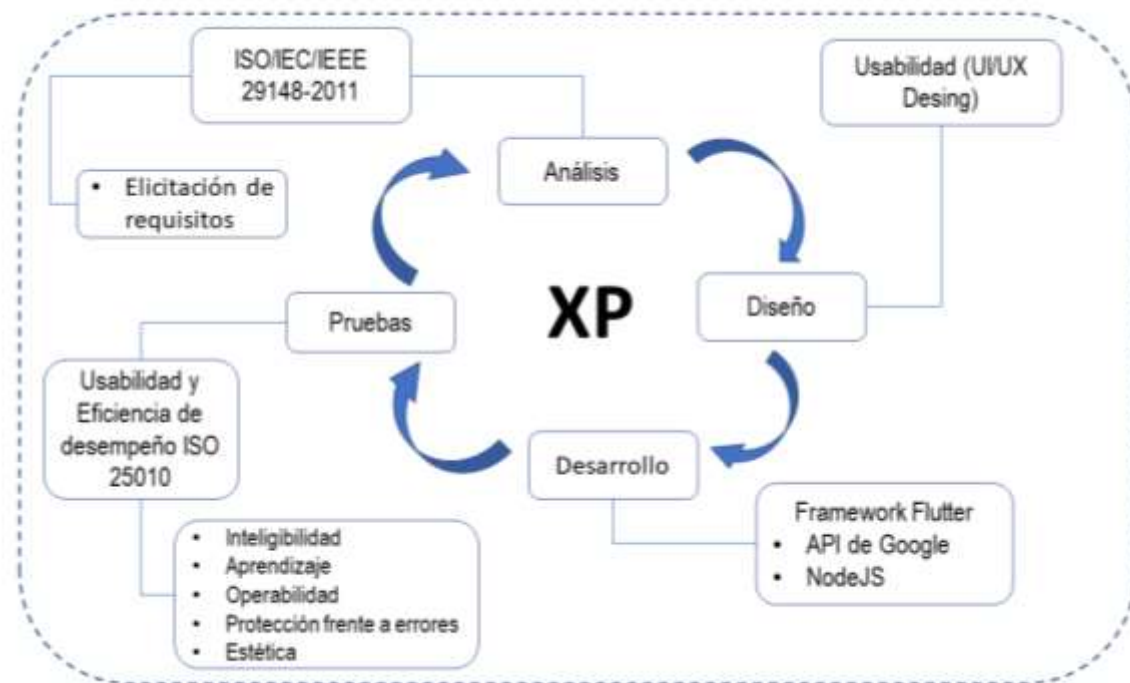 ISO/IEC/IEEE
29148-2011
Usabilidad (UI/UX
Desing)
Análisis
• Elicitación de
requisitos
XP
Diseño
Pruebas
Usabilidad y
Eficiencia de
desempeño ISO
25010
Desarrollo
Framework Flutter
• API de Google
• NodeJS
• Inteligibilidad
• Aprendizaje
• Operabilidad
• Protección frente a errores
• Estética